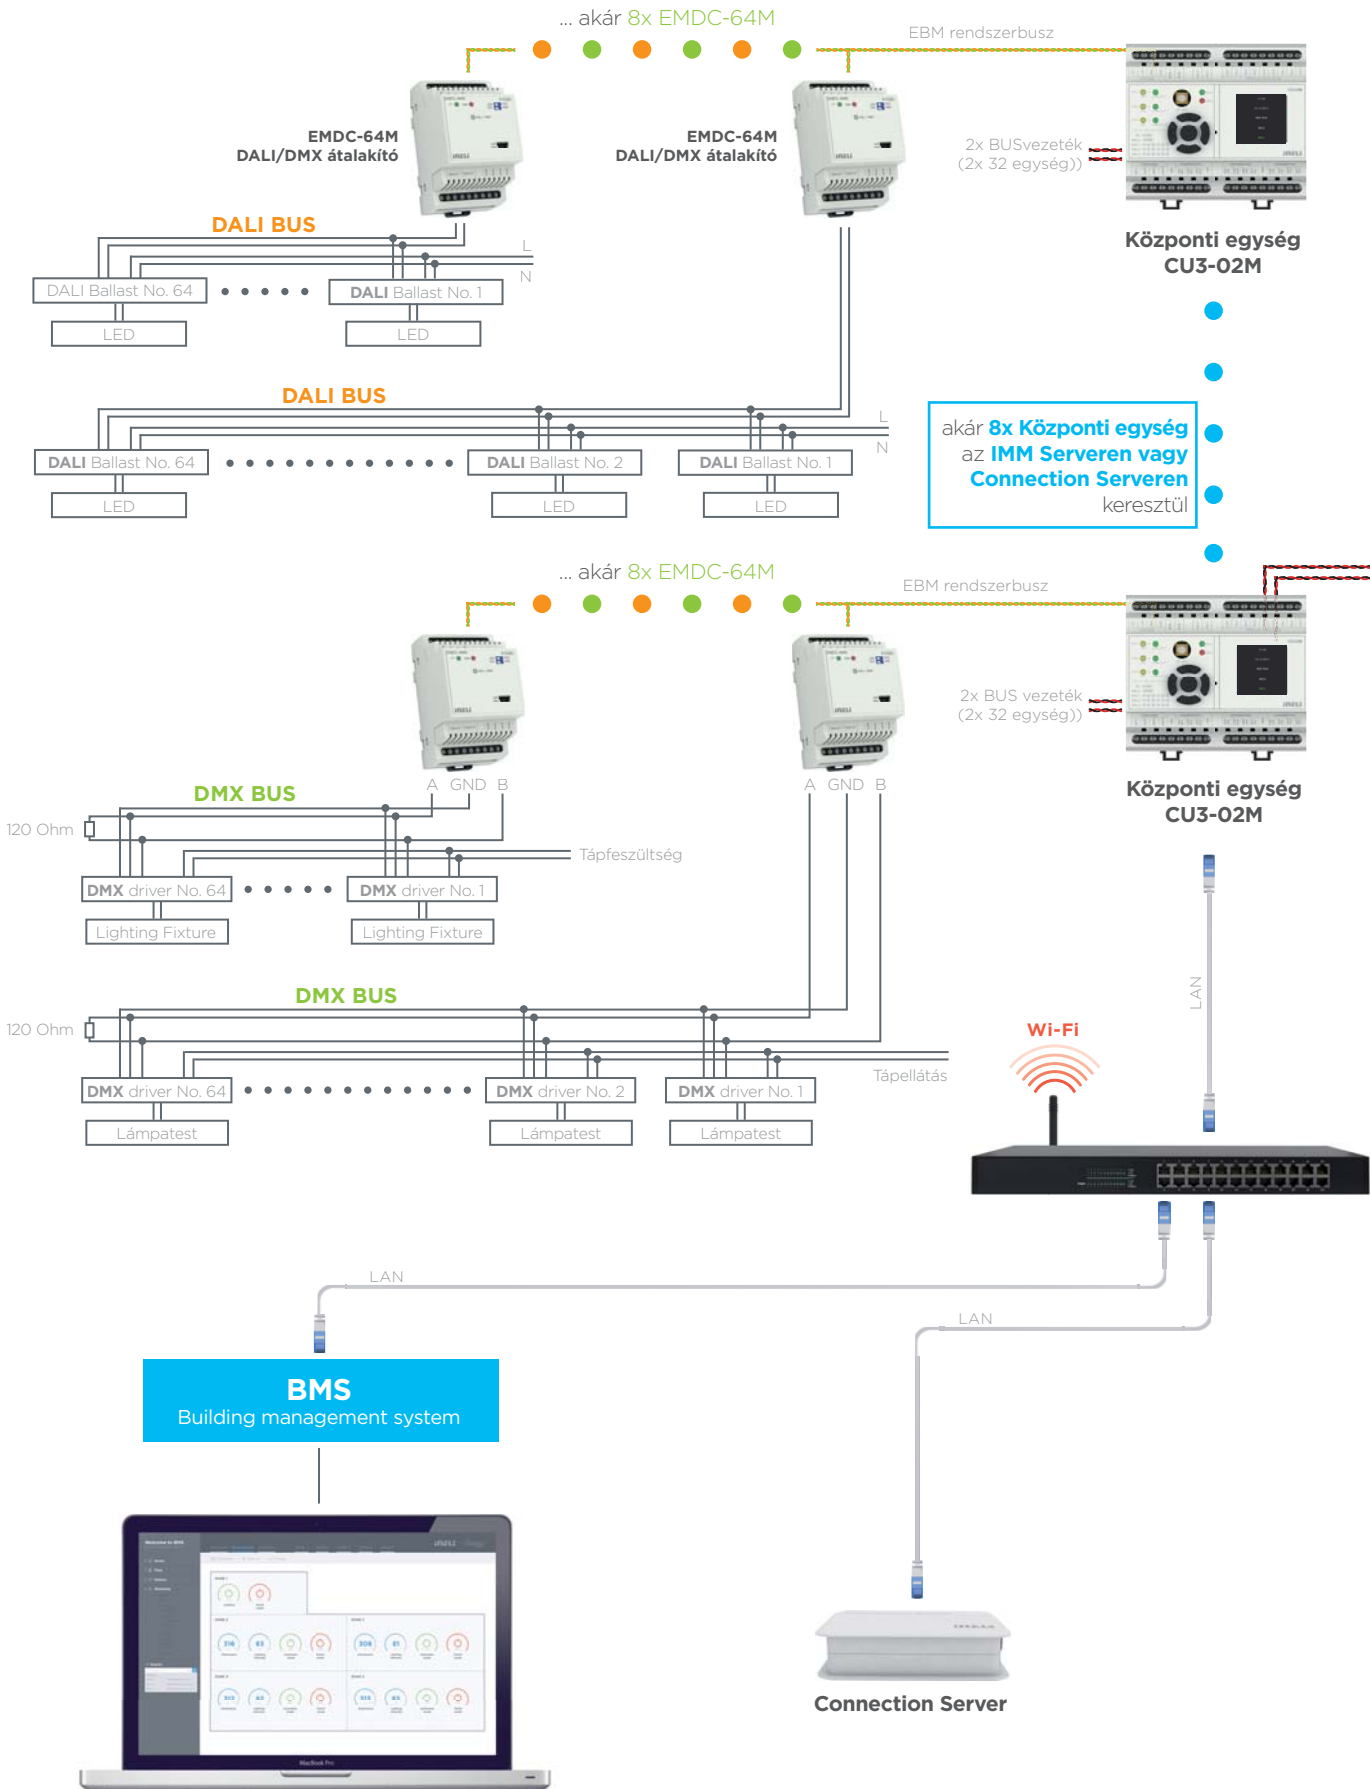 ... akár 8x EMDC-64M
EBM rendszerbusz
EMDC-64M
DALI/DMX átalakító
EMDC-64M
DALI/DMX átalakító
2x BUSvezeték
(2x 32 egység))
Központi egység
CU3-02M
DALI BUS
L
N
DALI Ballast No. 64
DALI Ballast No. 1
LED
LED
DALI BUS
L
N
DALI Ballast No. 64
DALI Ballast No. 2
DALI Ballast No. 1
LED
LED
LED
akár 8x Központi egység
az IMM Serveren vagy
Connection Serveren
keresztül
... akár 8x EMDC-64M
EBM rendszerbusz
2x BUS vezeték
(2x 32 egység))
Központi egység
CU3-02M
A GND B
A GND B
DMX BUS
120 Ohm
Tápfeszültség
DMX driver No. 64
DMX driver No. 1
Lighting Fixture
Lighting Fixture
DMX BUS
120 Ohm
Tápellátás
DMX driver No. 64
DMX driver No. 2
DMX driver No. 1
Lámpatest
Lámpatest
Lámpatest
LAN
Wi-Fi
LAN
LAN
BMS
Building management system
Welcome to BMS
MacBook Pro
Connection Server